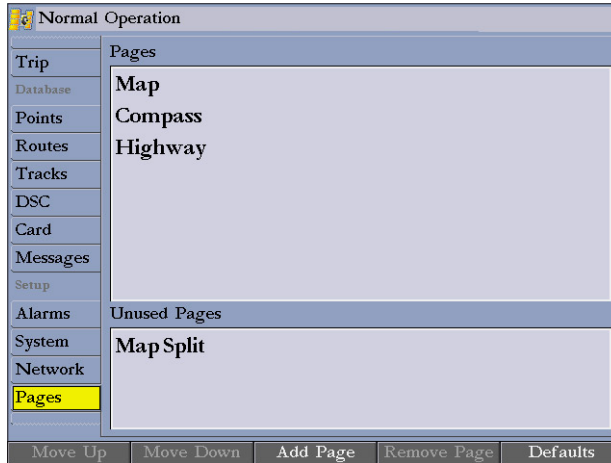 Normal Operation
Trip
Database
Points
Routes
Tracks
DSC
Card
Messages
Setup
Alarms
System
Network
Pages
Pages
Map
Compass
Highway
Unused Pages
Map Split
Move Up Move Down Add Page Remove Page Defaults